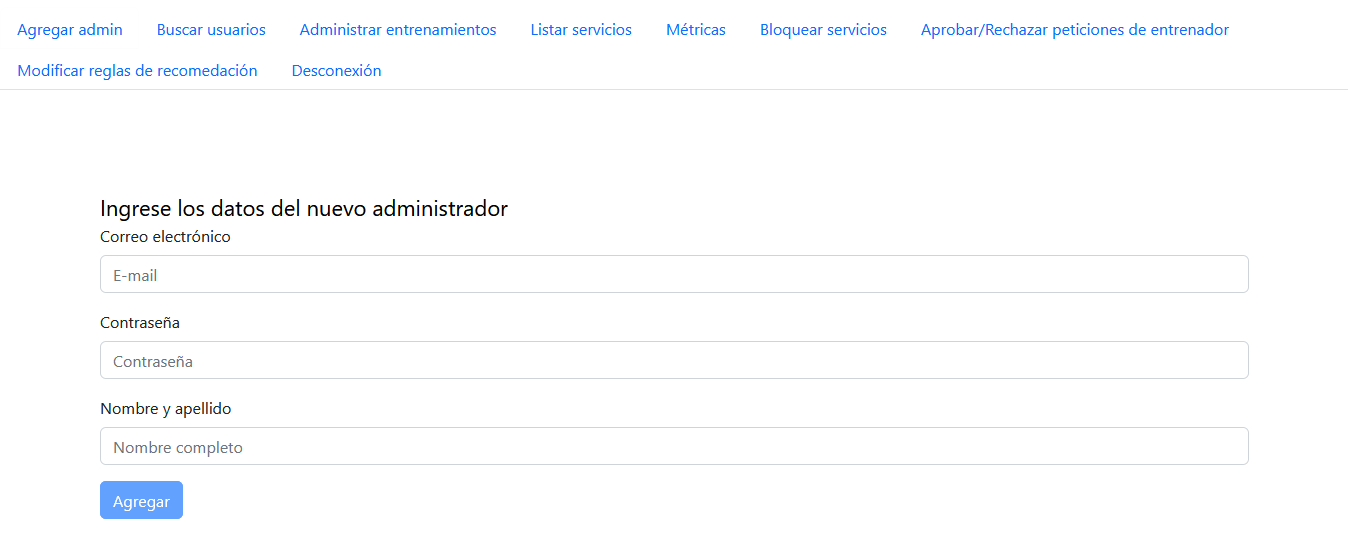 Agregar admin Buscar usuarios Administrar entrenamientos Listar servicios Métricas Bloquear servicios Aprobar/Rechazar peticiones de entrenador
Modificar reglas de recomedación Desconexión
Ingrese los datos del nuevo administrador
Correo electrónico
E-mail
Contraseña
Contraseña
Nombre y apellido
Nombre completo
Agregar